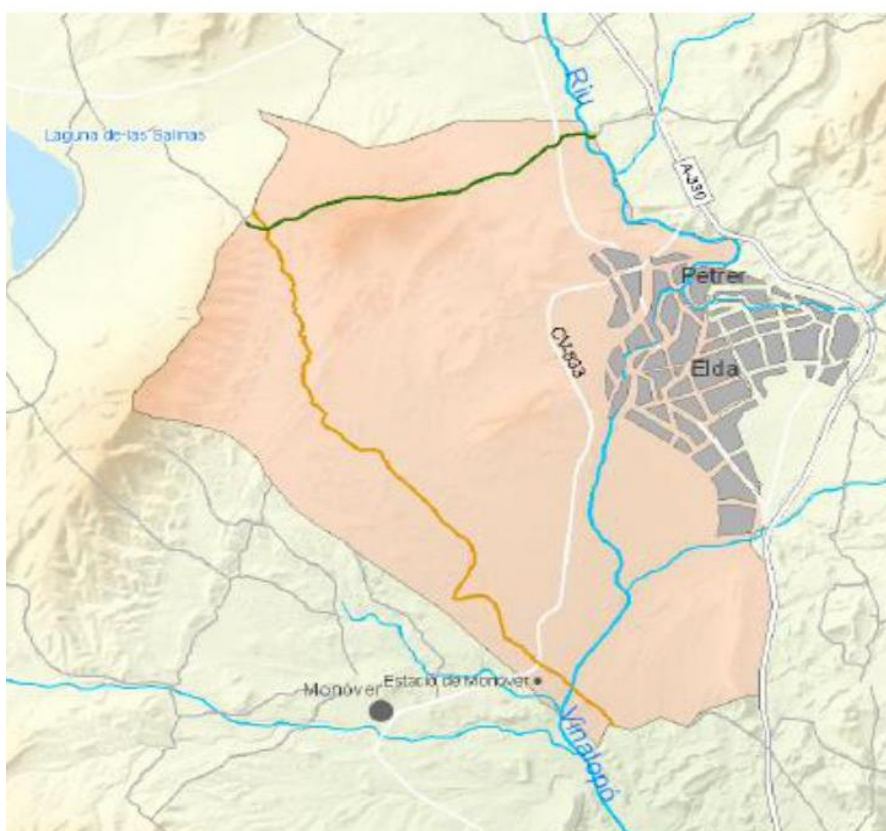 Riu
Laguna de las Salinas
A-330
Petrer
CV-833
Elda
Estació de Monòver
Monòver
Vinalopó